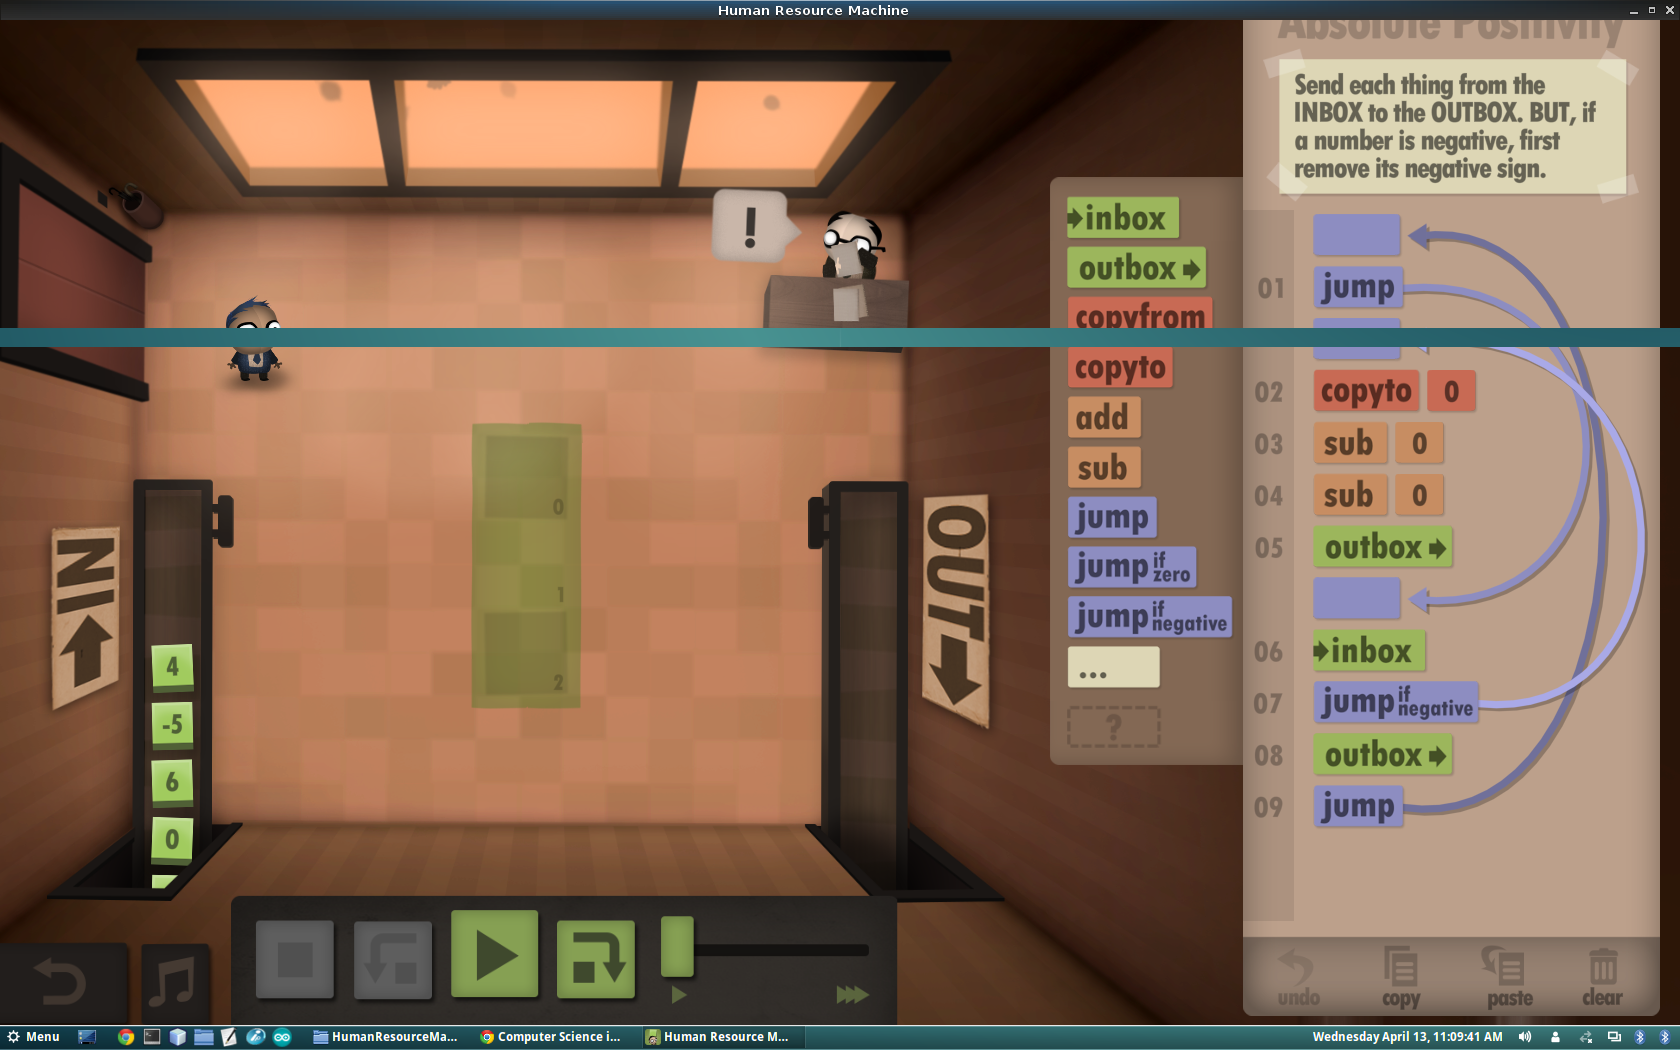 Human Resource Machine
Absolute Positivity
Send each thing from the
INBOX to the OUTBOX. BUT, if
a number is negative, first
remove its negative sign.
!
inbox
outbox
copyfrom
copyto
add
sub
jump
jump if zero
jump if negative
...
?
01 jump
02 copyto 0
03 sub 0
04 sub 0
05 outbox
06 inbox
07 jump if negative
08 outbox
09 jump
0
1
2
IN
OUT
4
-5
6
0
undo copy paste clear
Menu HumanResourceMa... Computer Science i... Human Resource M... Wednesday April 13, 11:09:41 AM